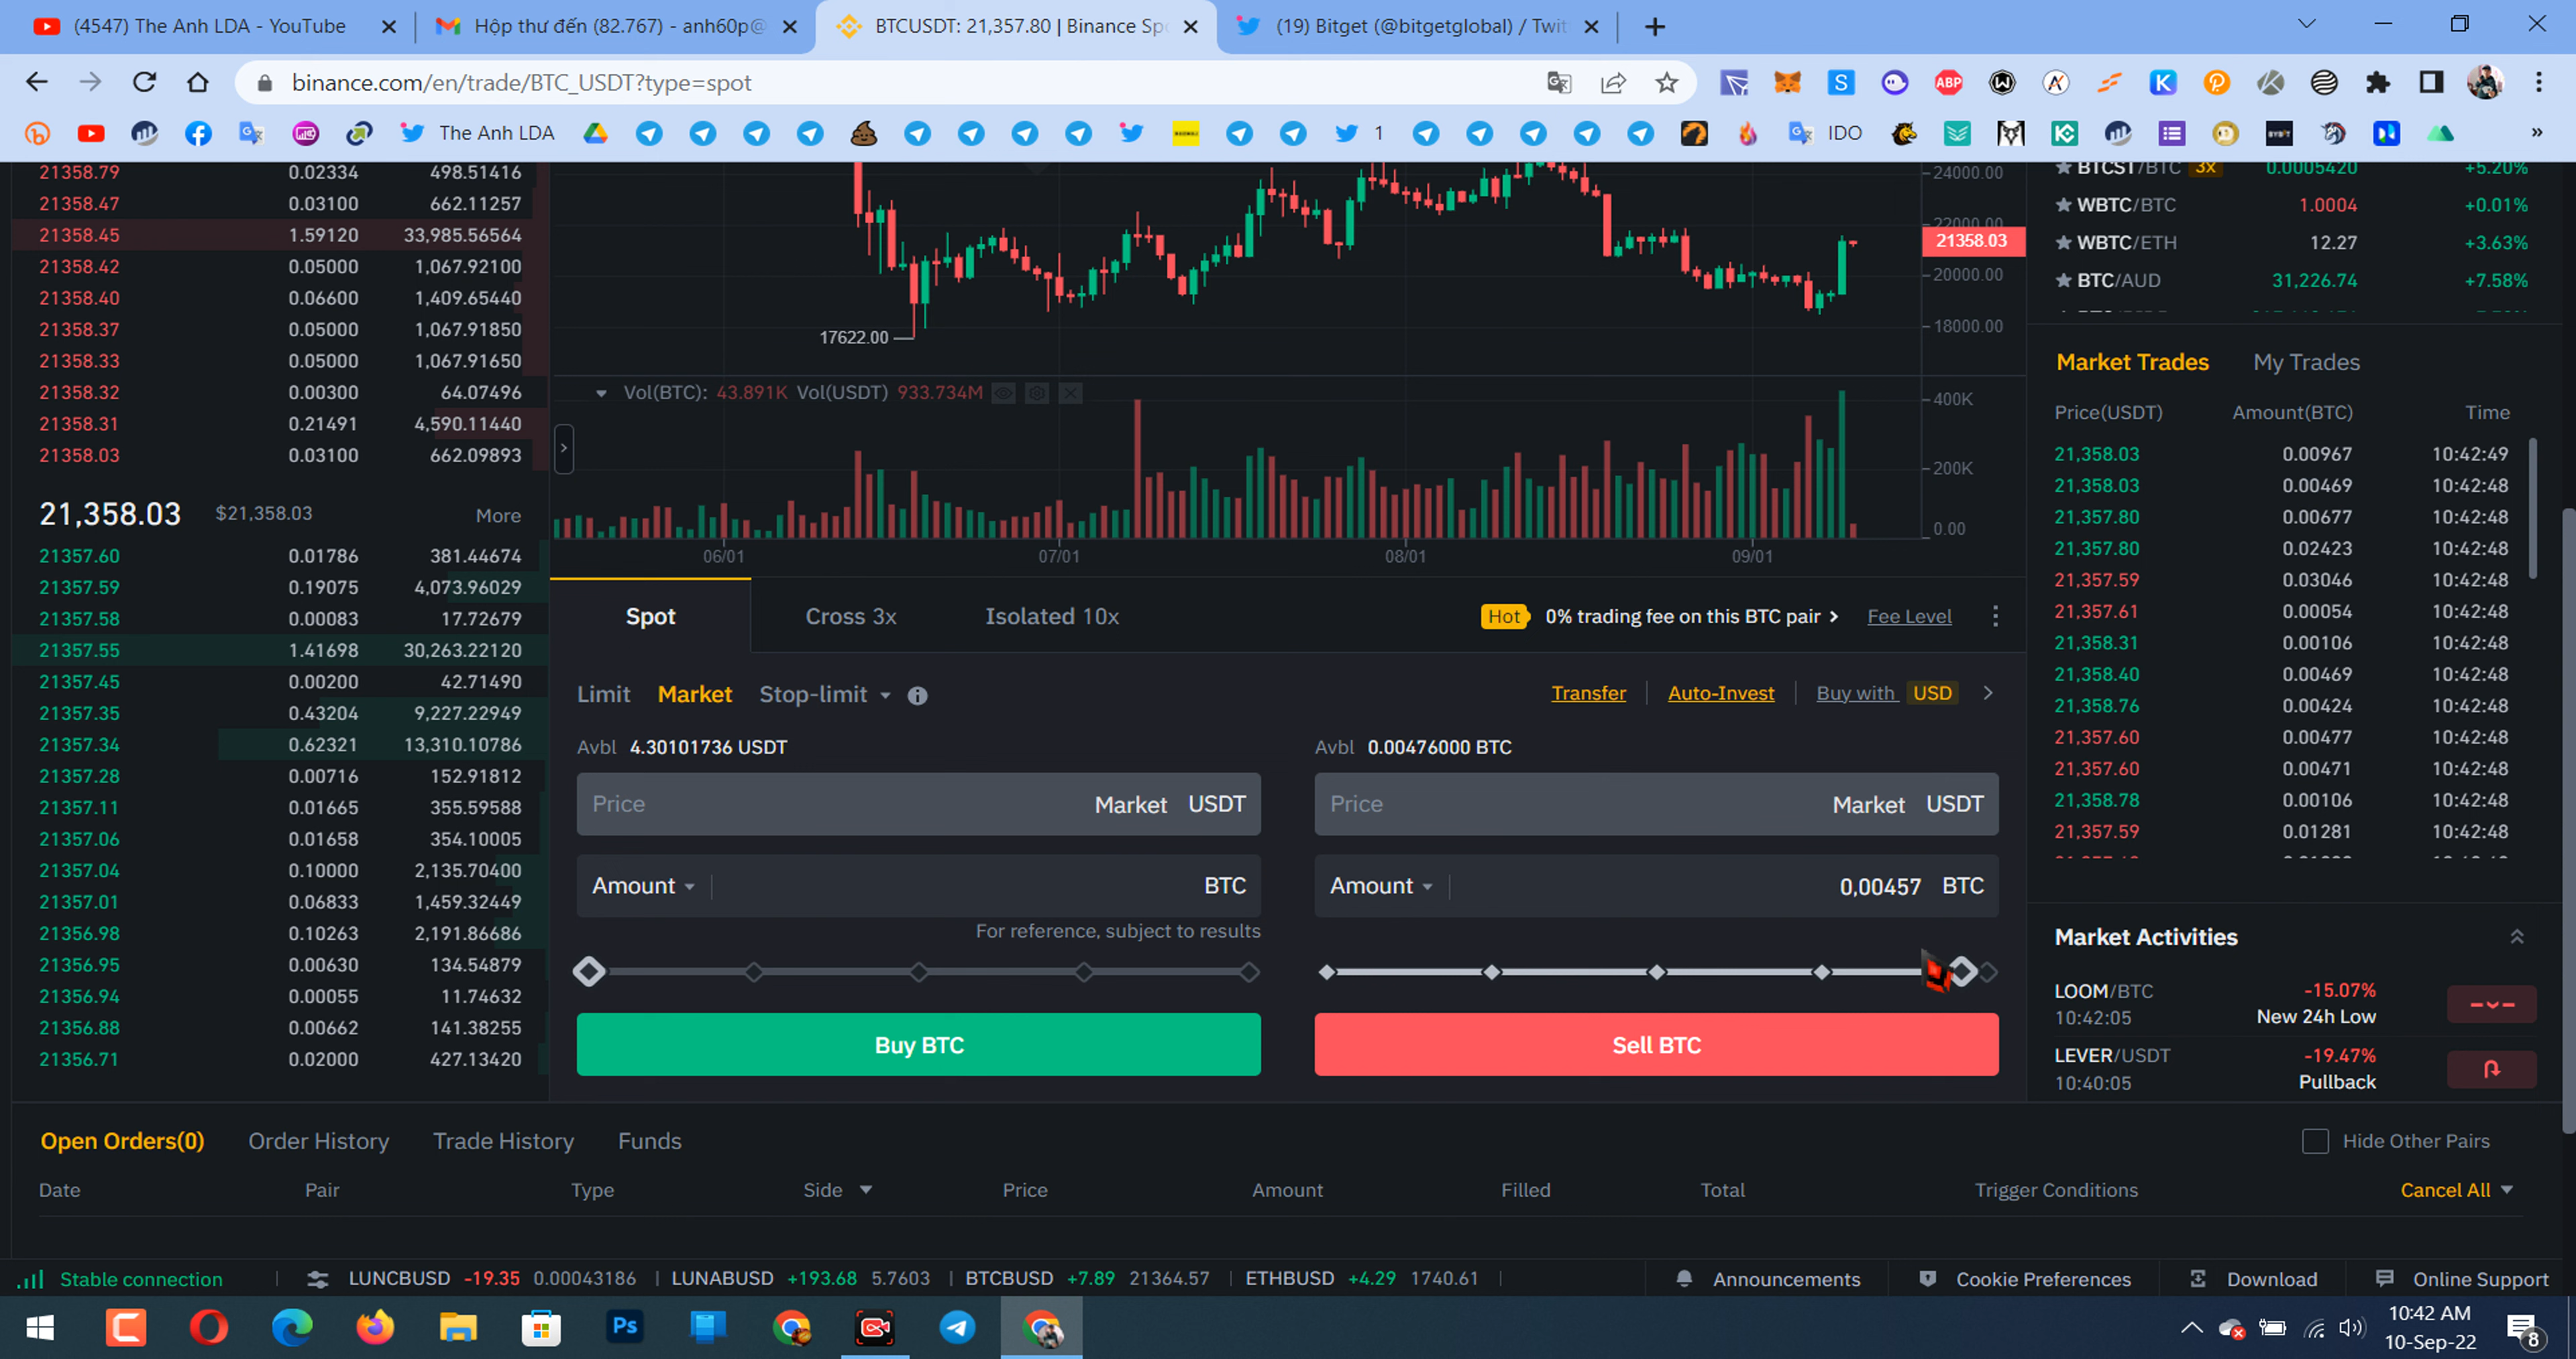 (4547) The Anh LDA - YouTube
Hộp thư đến (82.767) - anh60p@
BTCUSDT: 21,357.80 | Binance Spo
(19) Bitget (@bitgetglobal) / Twit
binance.com/en/trade/BTC_USDT?type=spot
The Anh LDA
1
IDO
21358.79 0.02334 498.51416
21358.47 0.03100 662.11257
21358.45 1.59120 33,985.56564
21358.42 0.05000 1,067.92100
21358.40 0.06600 1,409.65440
21358.37 0.05000 1,067.91850
21358.33 0.05000 1,067.91650
21358.32 0.00300 64.07496
21358.31 0.21491 4,590.11440
21358.03 0.03100 662.09893
21,358.03 $21,358.03 More
21357.60 0.01786 381.44674
21357.59 0.19075 4,073.96029
21357.58 0.00083 17.72679
21357.55 1.41698 30,263.22120
21357.45 0.00200 42.71490
21357.35 0.43204 9,227.22949
21357.34 0.62321 13,310.10786
21357.28 0.00716 152.91812
21357.11 0.01665 355.59588
21357.06 0.01658 354.10005
21357.04 0.10000 2,135.70400
21357.01 0.06833 1,459.32449
21356.98 0.10263 2,191.86686
21356.95 0.00630 134.54879
21356.94 0.00055 11.74632
21356.88 0.00662 141.38255
21356.71 0.02000 427.13420
24000.00
22000.00
21358.03
20000.00
18000.00
17622.00
Vol(BTC): 43.891K Vol(USDT) 933.734M
400K
200K
0.00
06/01 07/01 08/01 09/01
Spot Cross 3x Isolated 10x
Hot 0% trading fee on this BTC pair Fee Level
Limit Market Stop-limit
Transfer Auto-Invest Buy with USD
Avbl 4.30101736 USDT
Price Market USDT
Amount BTC
For reference, subject to results
Buy BTC
Avbl 0.00476000 BTC
Price Market USDT
Amount 0,00457 BTC
Sell BTC
BTCST/BTC 3x 0.0005420 +5.20%
WBTC/BTC 1.0004 +0.01%
WBTC/ETH 12.27 +3.63%
BTC/AUD 31,226.74 +7.58%
Market Trades My Trades
Price(USDT) Amount(BTC) Time
21,358.03 0.00967 10:42:49
21,358.03 0.00469 10:42:48
21,357.80 0.00677 10:42:48
21,357.80 0.02423 10:42:48
21,357.59 0.03046 10:42:48
21,357.61 0.00054 10:42:48
21,358.31 0.00106 10:42:48
21,358.40 0.00469 10:42:48
21,358.76 0.00424 10:42:48
21,357.60 0.00477 10:42:48
21,357.60 0.00471 10:42:48
21,358.78 0.00106 10:42:48
21,357.59 0.01281 10:42:48
Market Activities
LOOM/BTC -15.07%
10:42:05 New 24h Low
LEVER/USDT -19.47%
10:40:05 Pullback
Open Orders(0) Order History Trade History Funds
Hide Other Pairs
Date Pair Type Side Price Amount Filled Total Trigger Conditions Cancel All
Stable connection
LUNCBUSD -19.35 0.00043186 LUNABUSD +193.68 5.7603 BTCBUSD +7.89 21364.57 ETHBUSD +4.29 1740.61
Announcements Cookie Preferences Download Online Support
Ps
10:42 AM
10-Sep-22
8